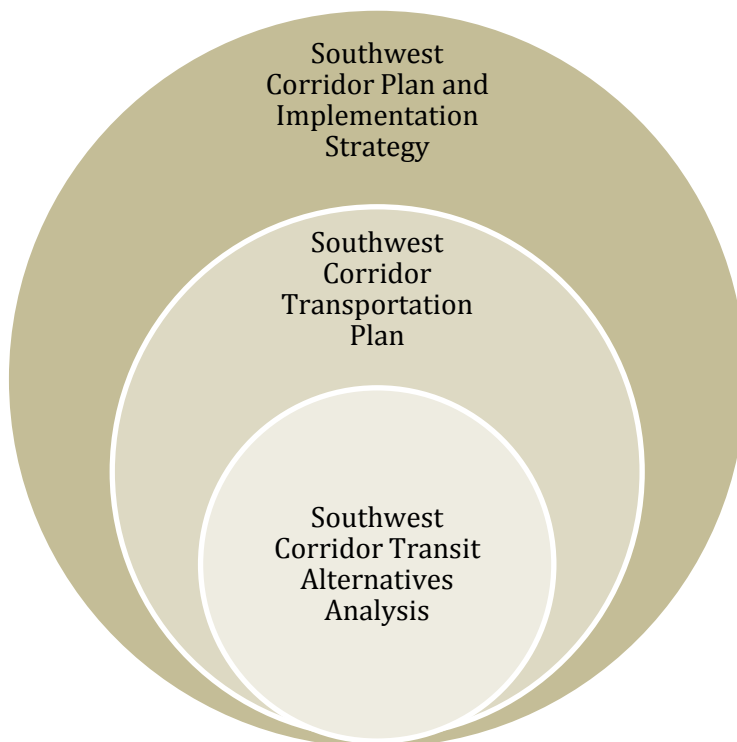 Southwest
Corridor Plan and
Implementation
Strategy
Southwest
Corridor
Transportation
Plan
Southwest
Corridor Transit
Alternatives
Analysis